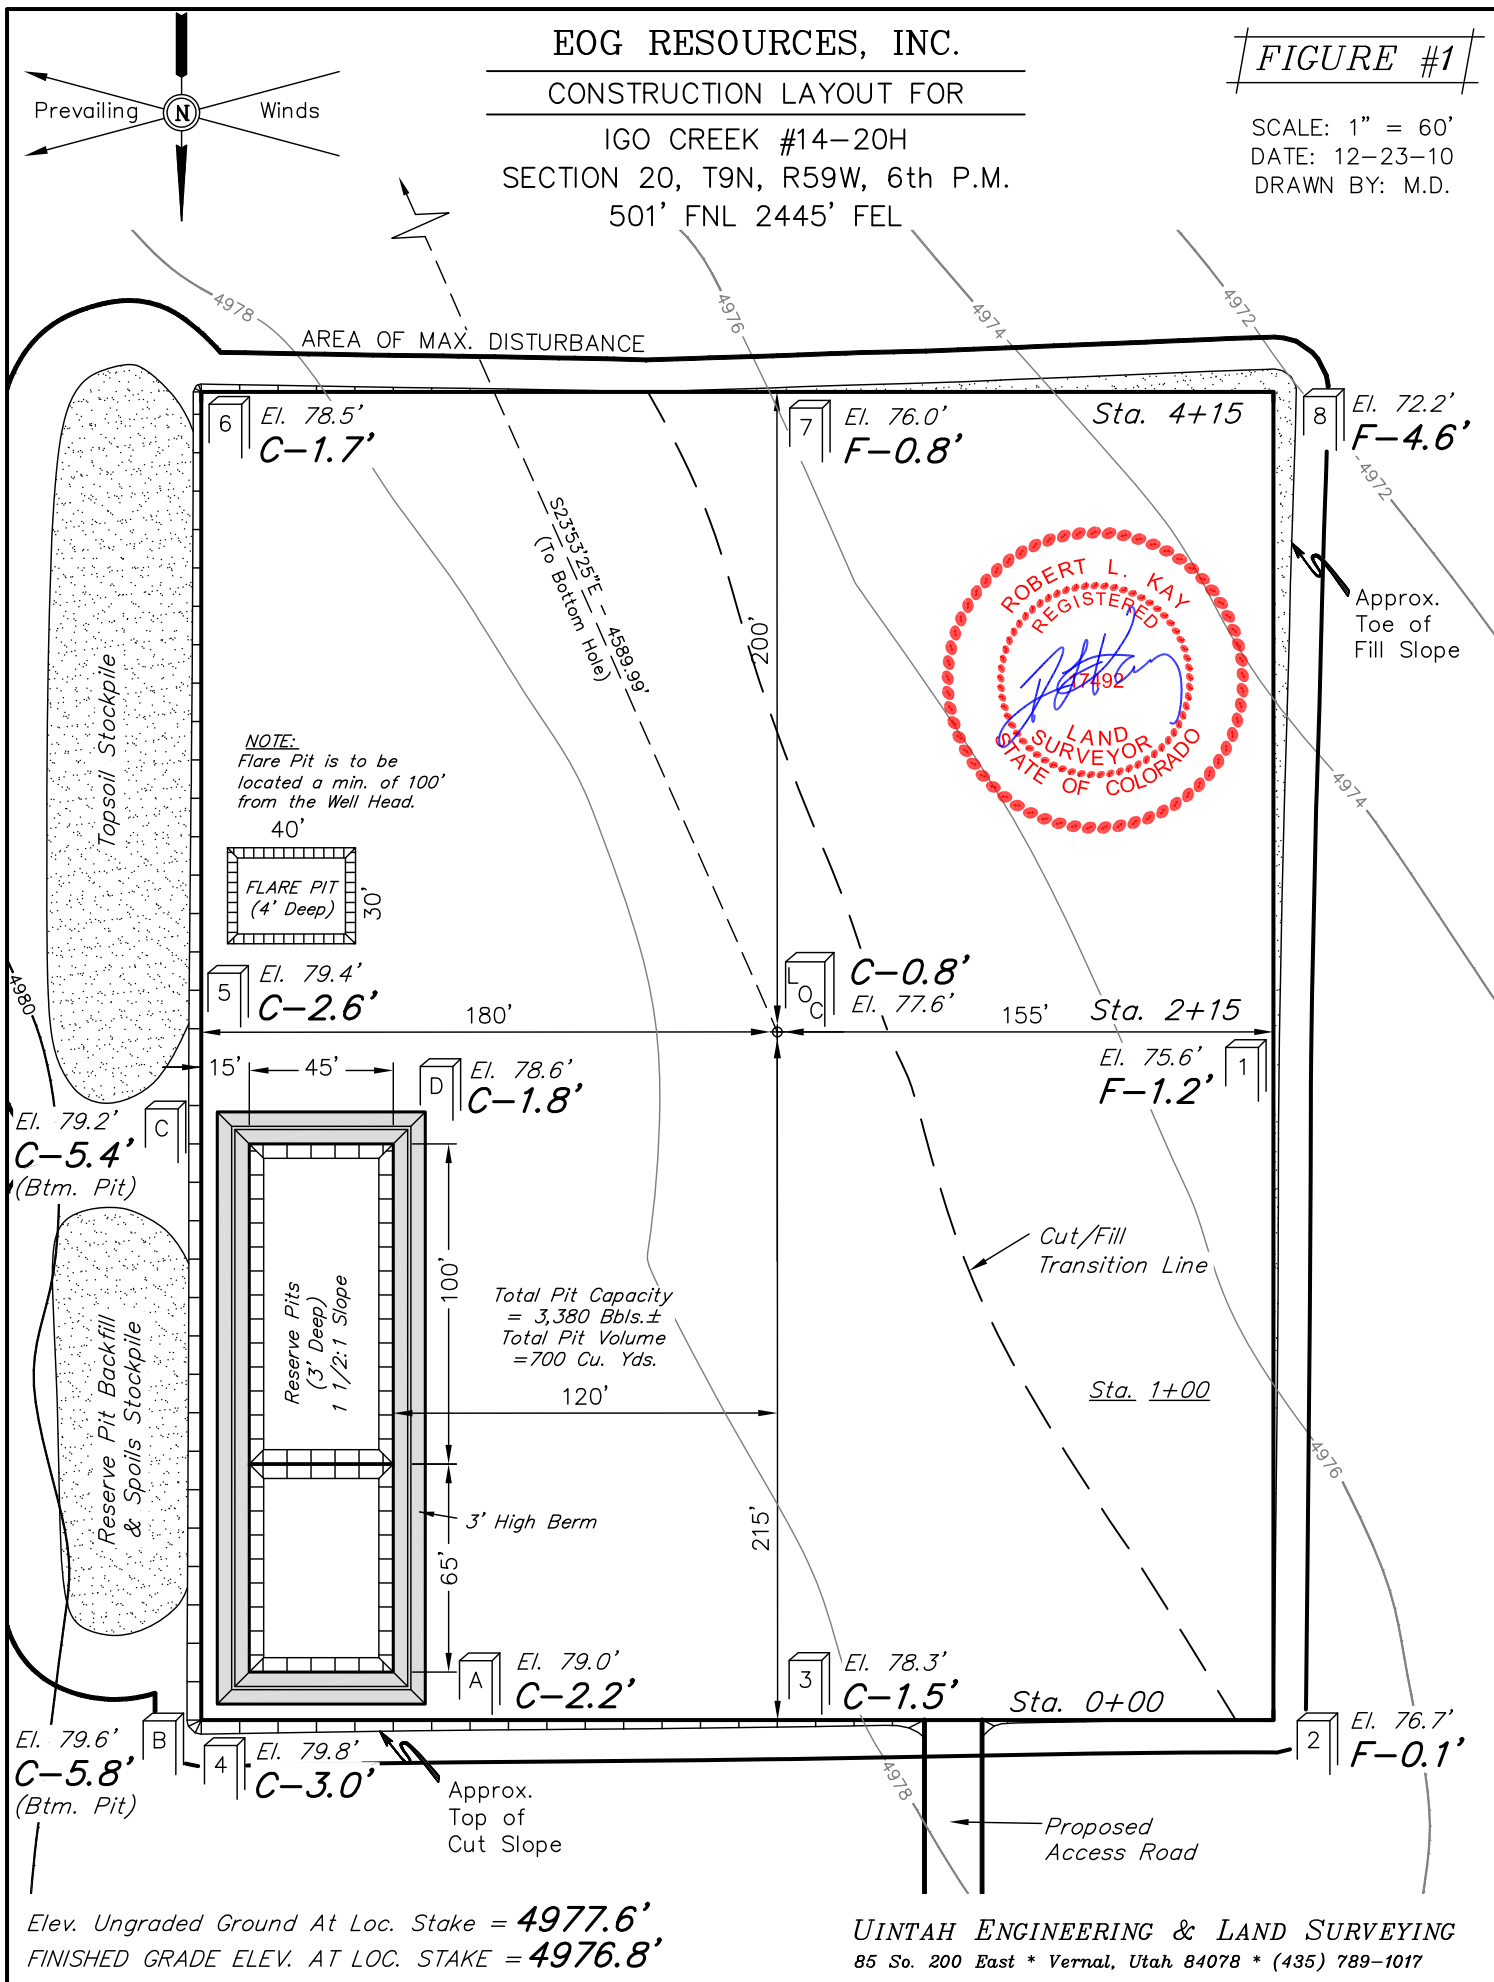 EOG RESOURCES, INC.
CONSTRUCTION LAYOUT FOR
IGO CREEK #14-20H
SECTION 20, T9N, R59W, 6th P.M.
501' FNL 2445' FEL
FIGURE #1
SCALE: 1" = 60'
DATE: 12-23-10
DRAWN BY: M.D.
Prevailing N Winds
4978
4976
4974
4972
AREA OF MAX. DISTURBANCE
6
El. 78.5'
C-1.7'
7
El. 76.0'
F-0.8'
Sta. 4+15
8
El. 72.2'
F-4.6'
4972
S23°53'25"E - 4589.99'
(To Bottom Hole)
200'
ROBERT L. KAY
REGISTERED
17492
LAND
SURVEYOR
STATE OF COLORADO
Approx.
Toe of
Fill Slope
Topsoil Stockpile
NOTE:
Flare Pit is to be
located a min. of 100'
from the Well Head.
40'
FLARE PIT
(4' Deep)
30'
4974
4980
5
El. 79.4'
C-2.6'
LOC
C-0.8'
El. 77.6'
180'
155'
Sta. 2+15
15'
45'
D
El. 78.6'
C-1.8'
El. 75.6'
F-1.2'
1
El. 79.2'
C-5.4'
(Btm. Pit)
C
100'
Reserve Pits
(3' Deep)
1 1/2:1 Slope
Cut/Fill
Transition Line
Total Pit Capacity
= 3,380 Bbls.±
Total Pit Volume
=700 Cu. Yds.
120'
Sta. 1+00
Reserve Pit Backfill
& Spoils Stockpile
4976
3' High Berm
65'
215'
A
El. 79.0'
C-2.2'
3
El. 78.3'
C-1.5'
Sta. 0+00
El. 79.6'
C-5.8'
(Btm. Pit)
B
4
El. 79.8'
C-3.0'
2
El. 76.7'
F-0.1'
4978
Approx.
Top of
Cut Slope
Proposed
Access Road
Elev. Ungraded Ground At Loc. Stake = 4977.6'
FINISHED GRADE ELEV. AT LOC. STAKE = 4976.8'
UINTAH ENGINEERING & LAND SURVEYING
85 So. 200 East * Vernal, Utah 84078 * (435) 789-1017